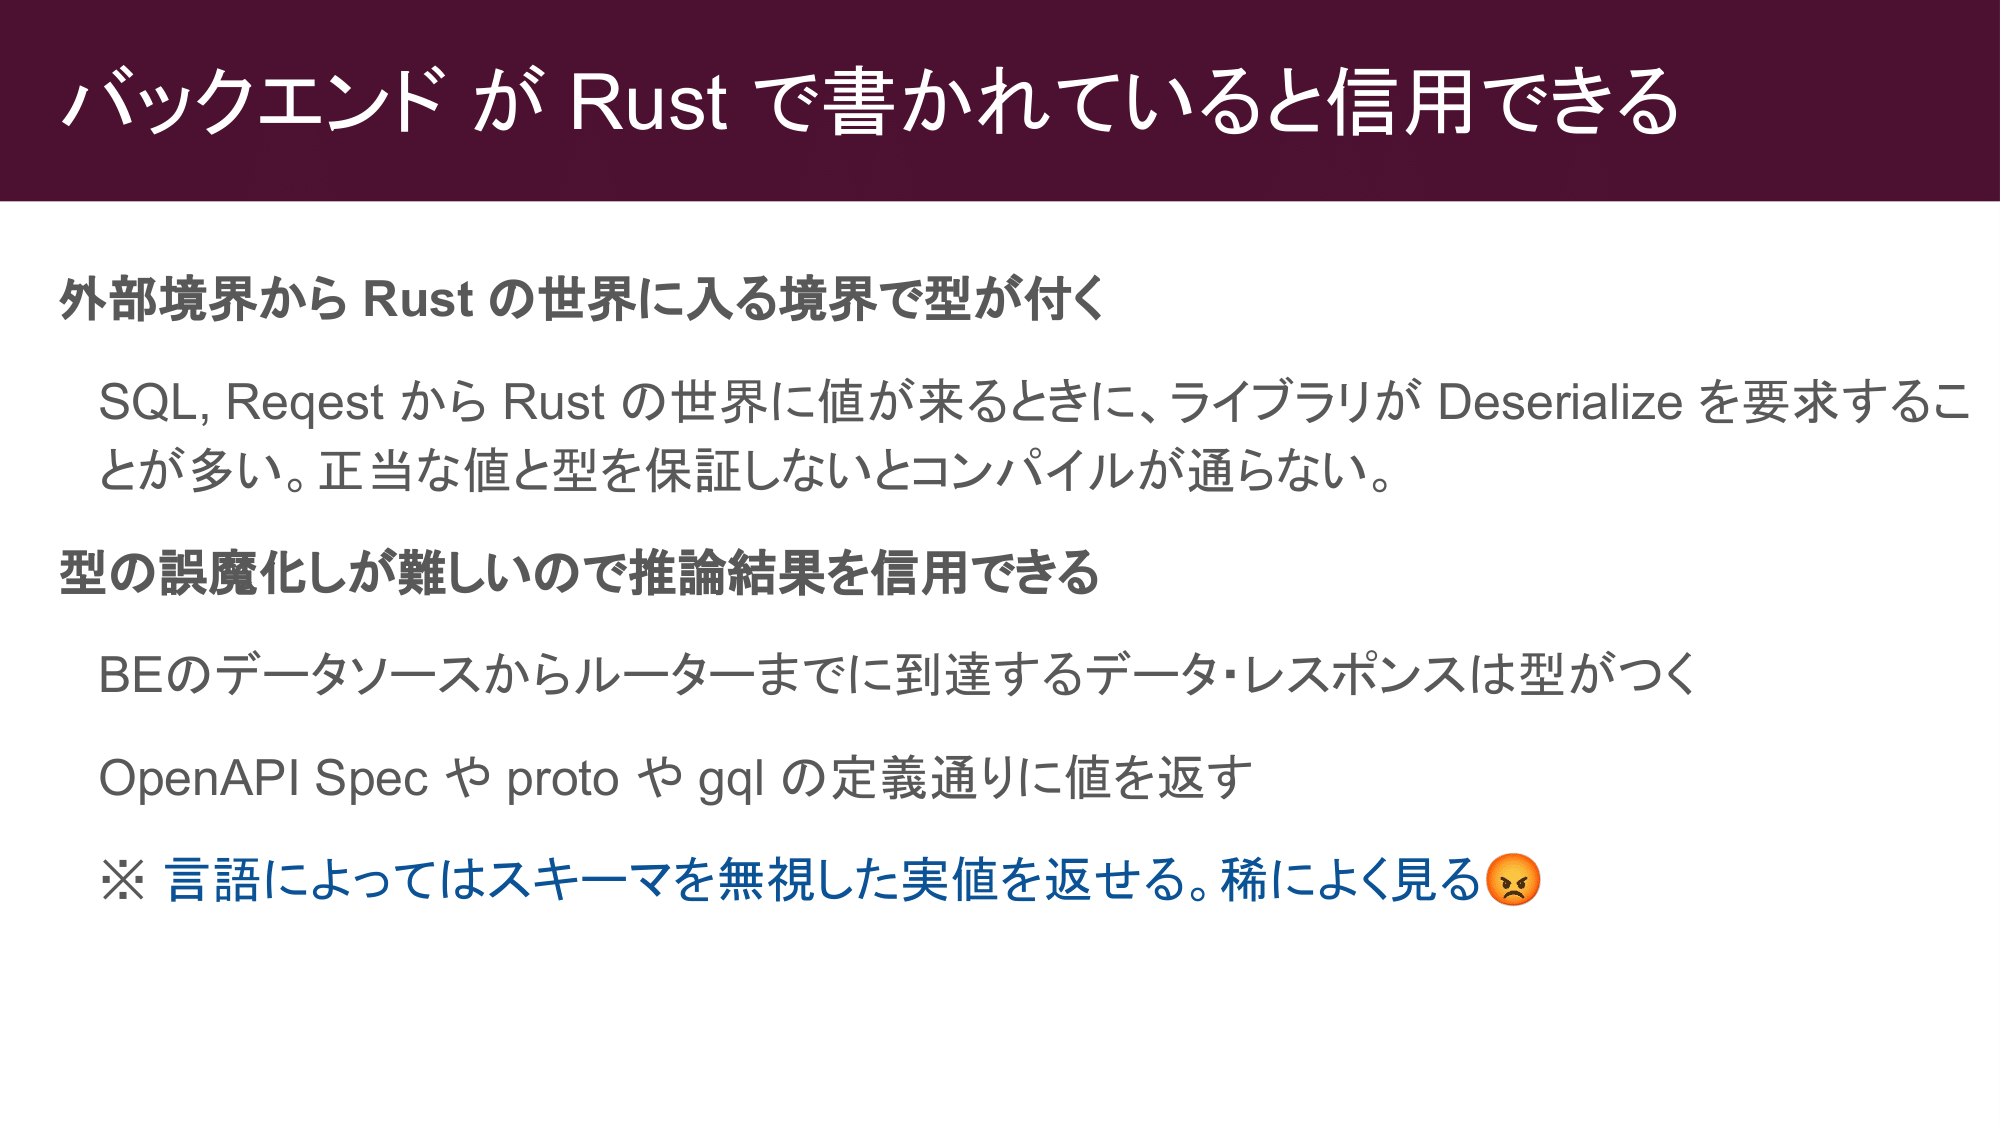 バックエンド が Rust で書かれていると信用できる
外部境界から Rust の世界に入る境界で型が付く
SQL, Reqest から Rust の世界に値が来るときに、ライブラリが Deserialize を要求するこ
とが多い。正当な値と型を保証しないとコンパイルが通らない。
型の誤魔化しが難しいので推論結果を信用できる
BEのデータソースからルーターまでに到達するデータ・レスポンスは型がつく
OpenAPI Spec や proto や gql の定義通りに値を返す
※ 言語によってはスキーマを無視した実値を返せる。稀によく見る😡